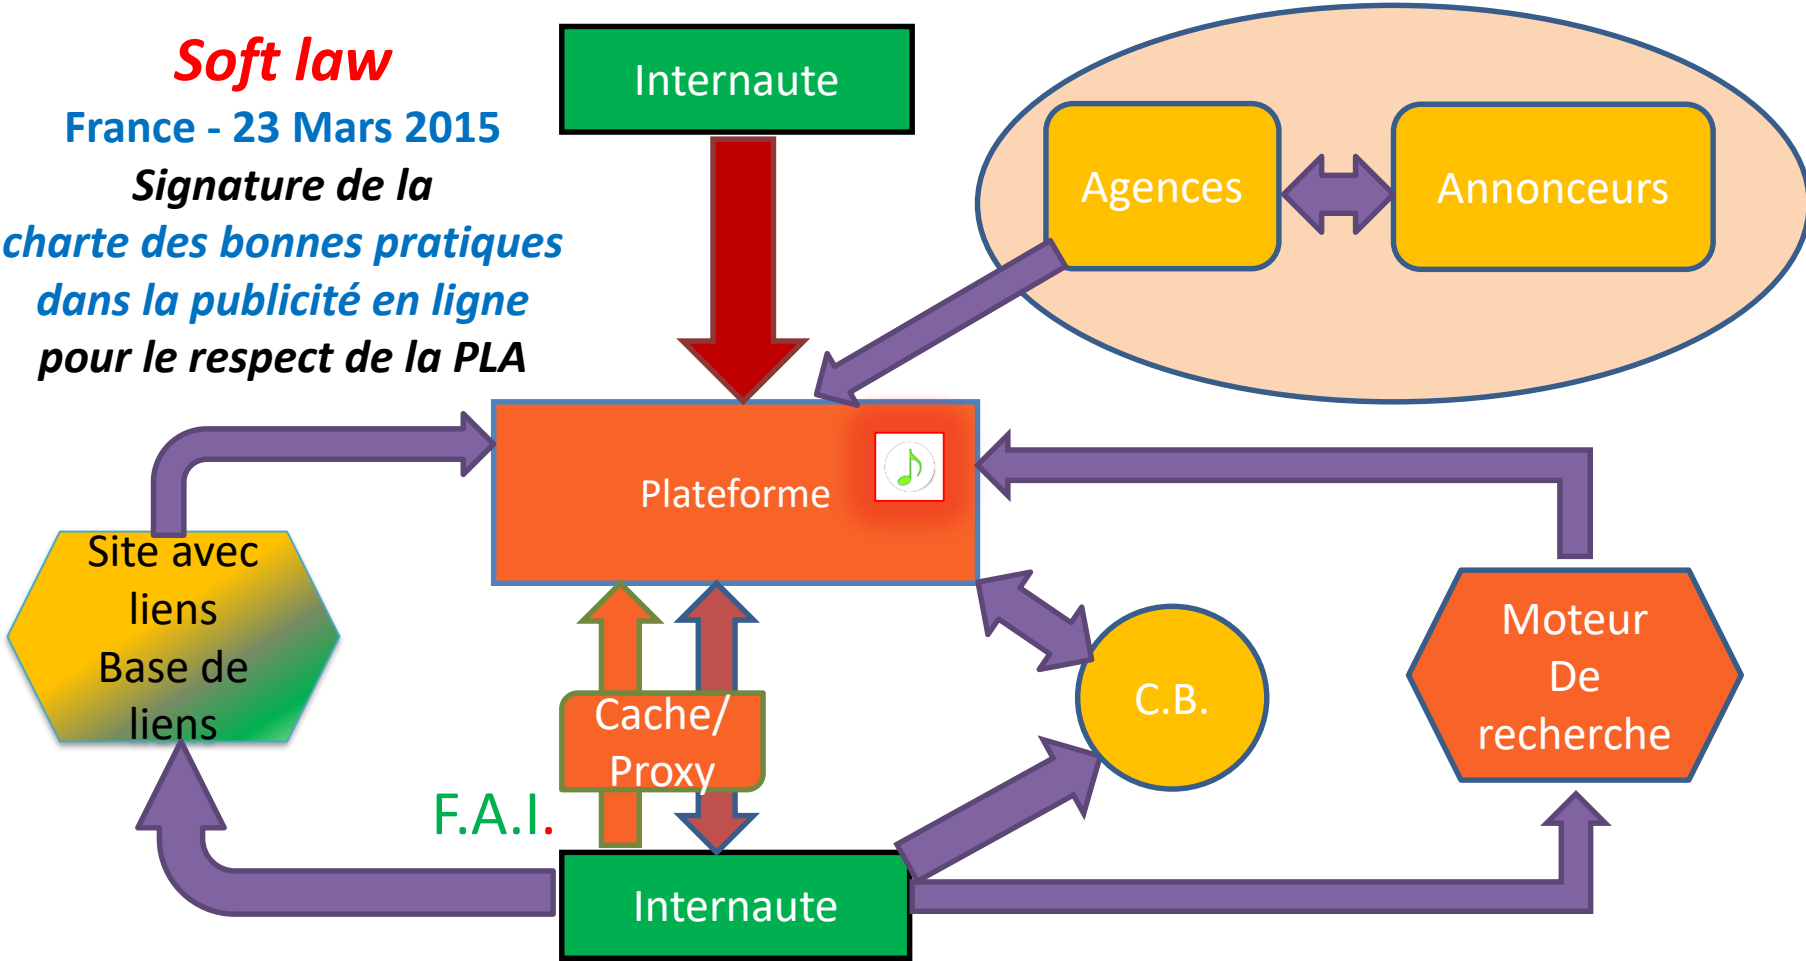 Soft law
France - 23 Mars 2015
Signature de la
charte des bonnes pratiques
dans la publicité en ligne
pour le respect de la PLA
Internaute
Agences
Annonceurs
Plateforme
Site avec
liens
Base de
liens
Cache/
Proxy
C.B.
Moteur
De
recherche
F.A.I.
Internaute